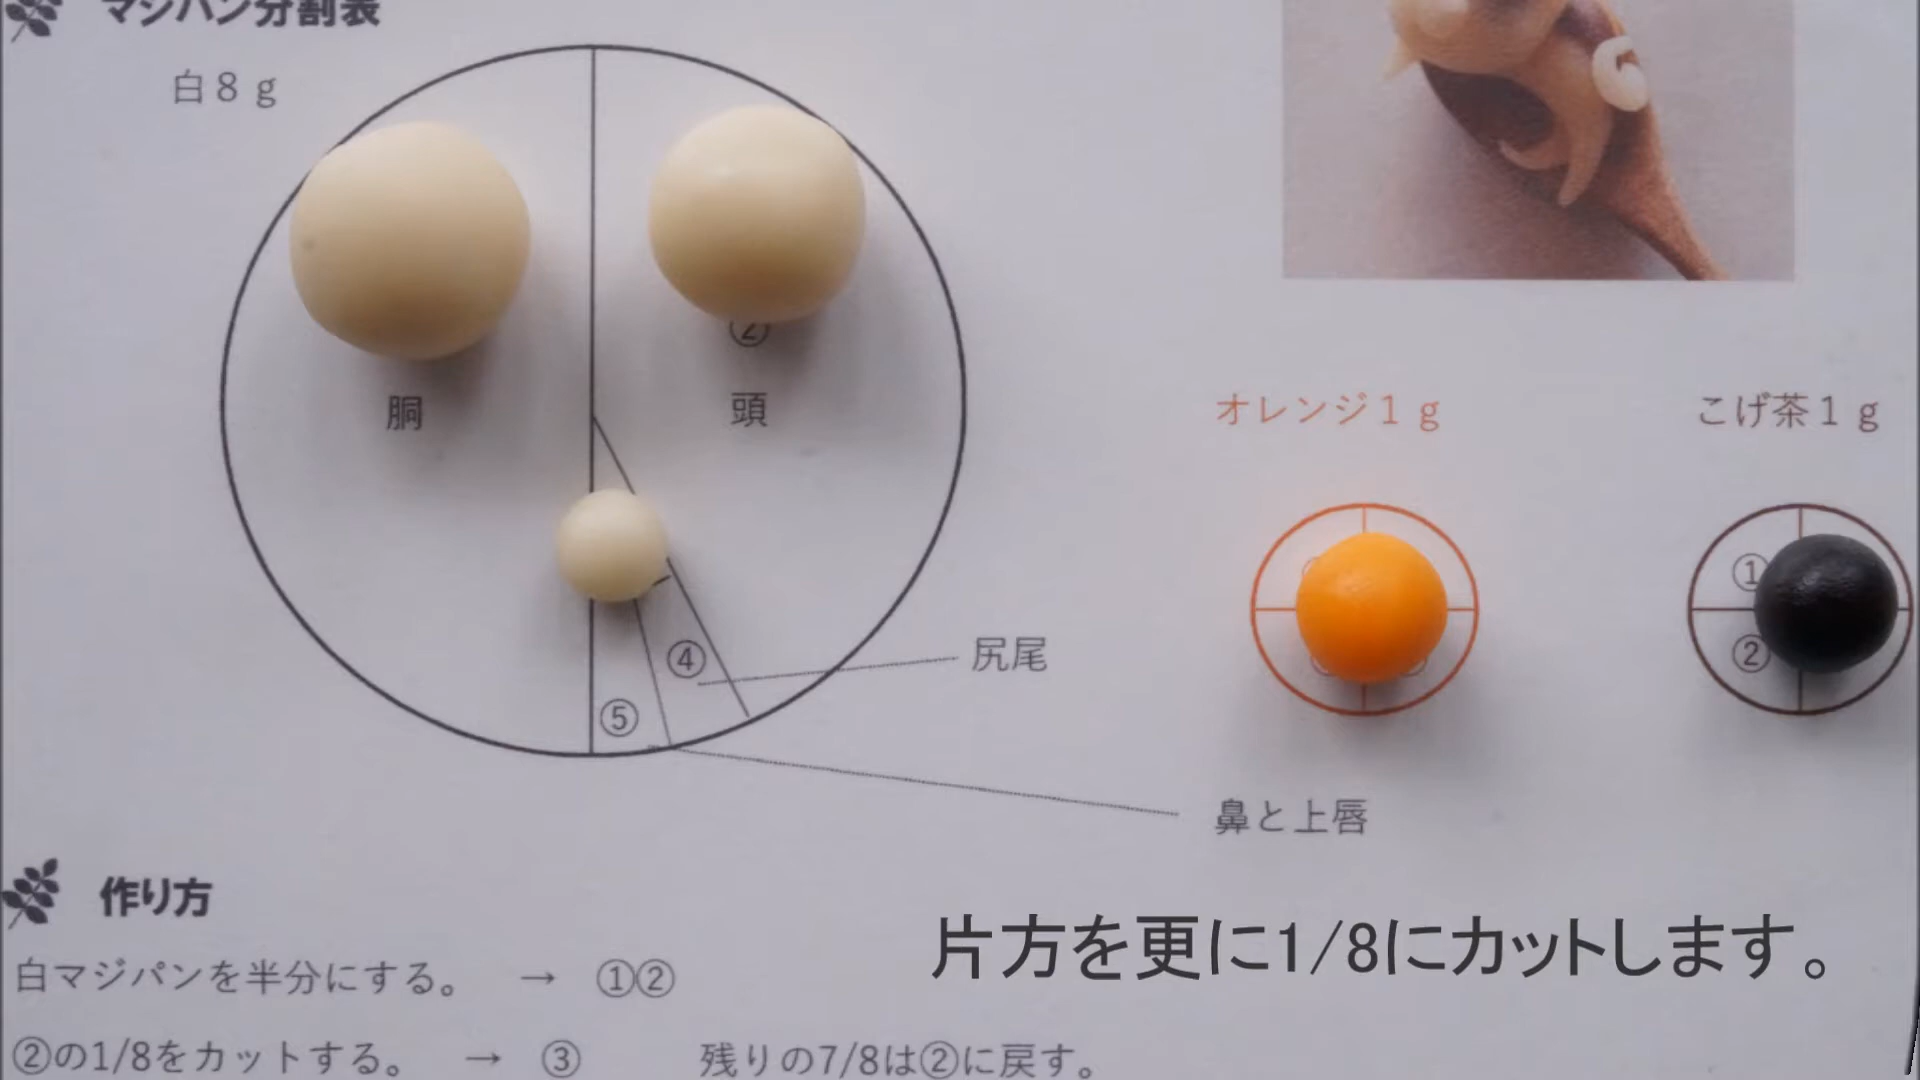 マジパン分割表
白８ｇ
②
胴
頭
オレンジ１ｇ
こげ茶１ｇ
①
②
④
尻尾
⑤
鼻と上唇
作り方
片方を更に1/8にカットします。
白マジパンを半分にする。 → ①②
②の1/8をカットする。 → ③ 残りの7/8は②に戻す。